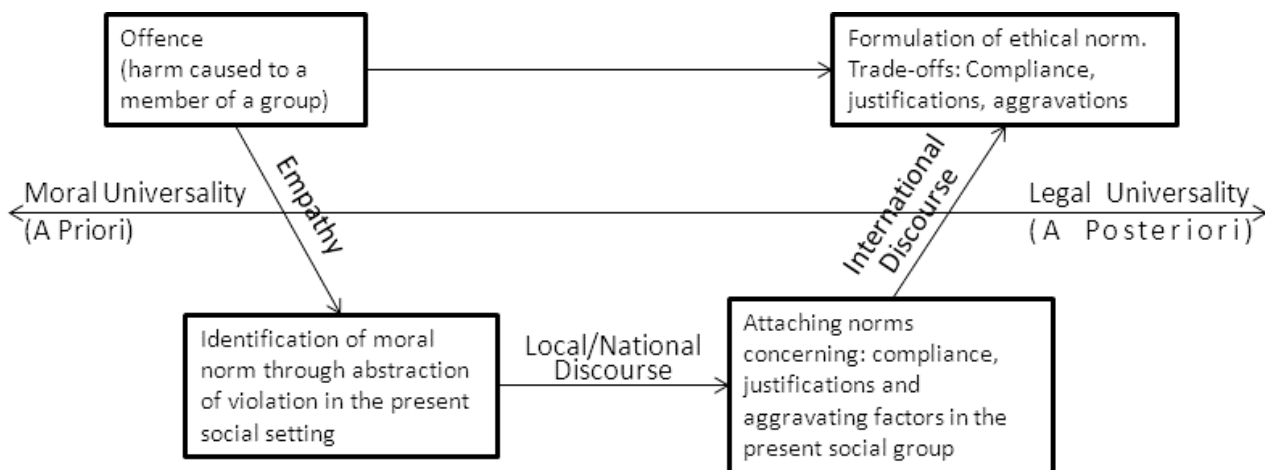 Offence
(harm caused to a
member of a group)
Formulation of ethical norm.
Trade-offs: Compliance,
justifications, aggravations
Empathy
International
Discourse
Moral Universality
(A Priori)
Legal Universality
(A Posteriori)
Identification of moral
norm through abstraction
of violation in the present
social setting
Local/National
Discourse
Attaching norms
concerning: compliance,
justifications and
aggravating factors in the
present social group